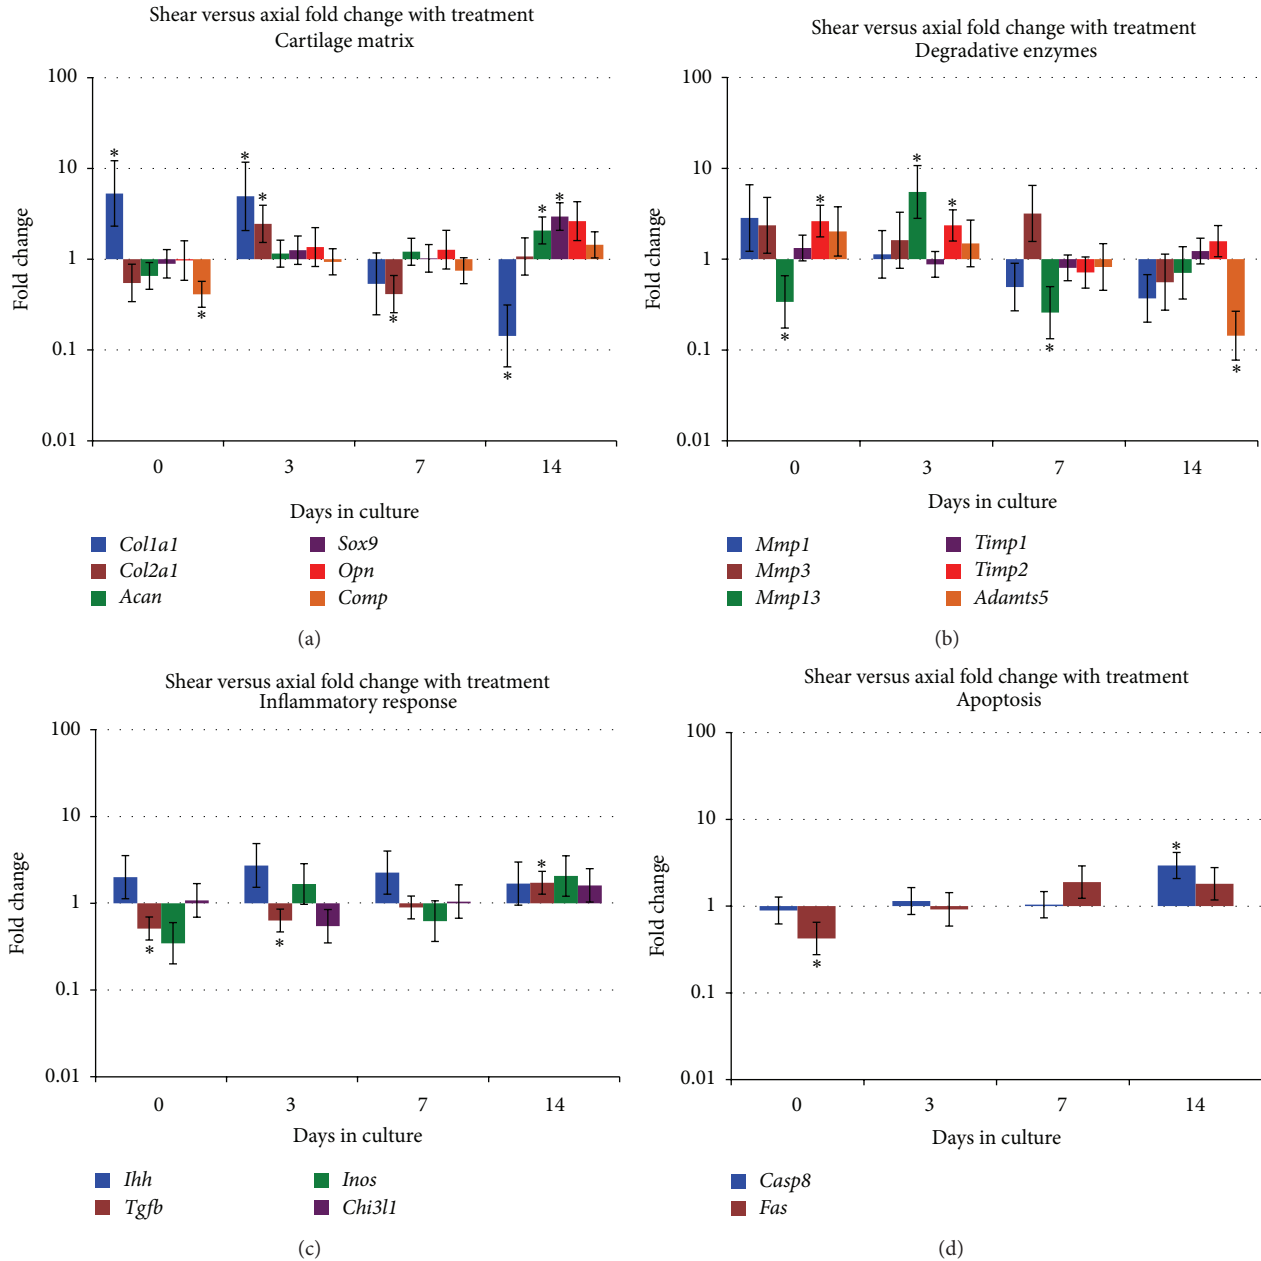 Shear versus axial fold change with treatment
Cartilage matrix
100
10
1
0.1
0.01
Fold change
* * * * * * * *
0 3 7 14
Days in culture
Col1a1 Sox9
Col2a1 Opn
Acan Comp
(a)
Shear versus axial fold change with treatment
Degradative enzymes
100
10
1
0.1
0.01
Fold change
* * * * * *
0 3 7 14
Days in culture
Mmp1 Timp1
Mmp3 Timp2
Mmp13 Adamts5
(b)
Shear versus axial fold change with treatment
Inflammatory response
100
10
1
0.1
0.01
Fold change
* * *
0 3 7 14
Days in culture
Ihh Inos
Tgfb Chi3l1
(c)
Shear versus axial fold change with treatment
Apoptosis
100
10
1
0.1
0.01
Fold change
* *
0 3 7 14
Days in culture
Casp8
Fas
(d)